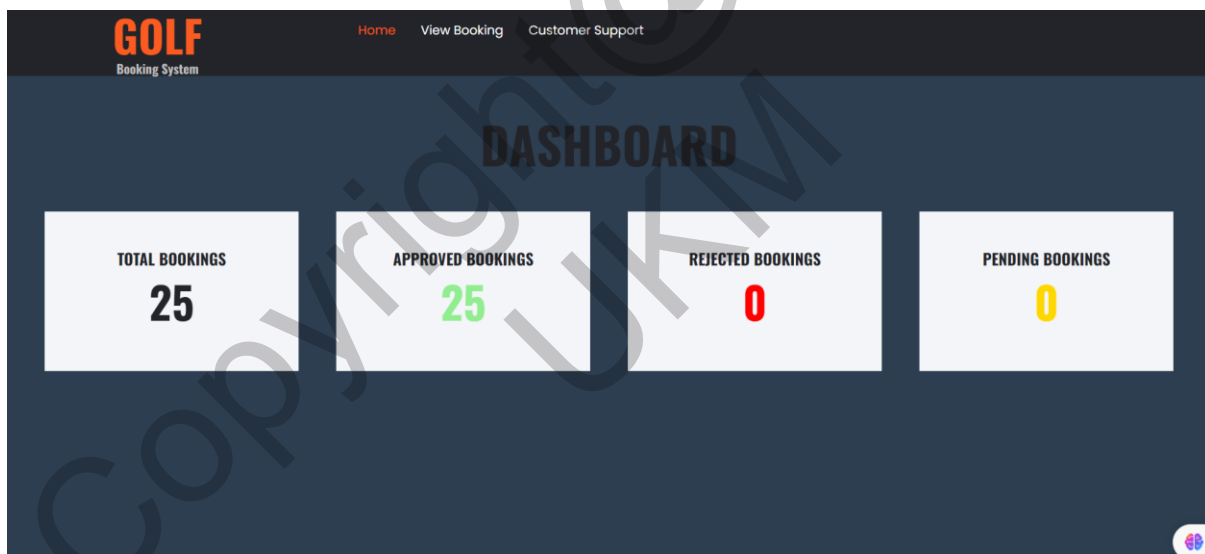 GOLF
Booking System
Home View Booking Customer Support
DASHBOARD
TOTAL BOOKINGS
25
APPROVED BOOKINGS
25
REJECTED BOOKINGS
0
PENDING BOOKINGS
0
Copyright@
UKM